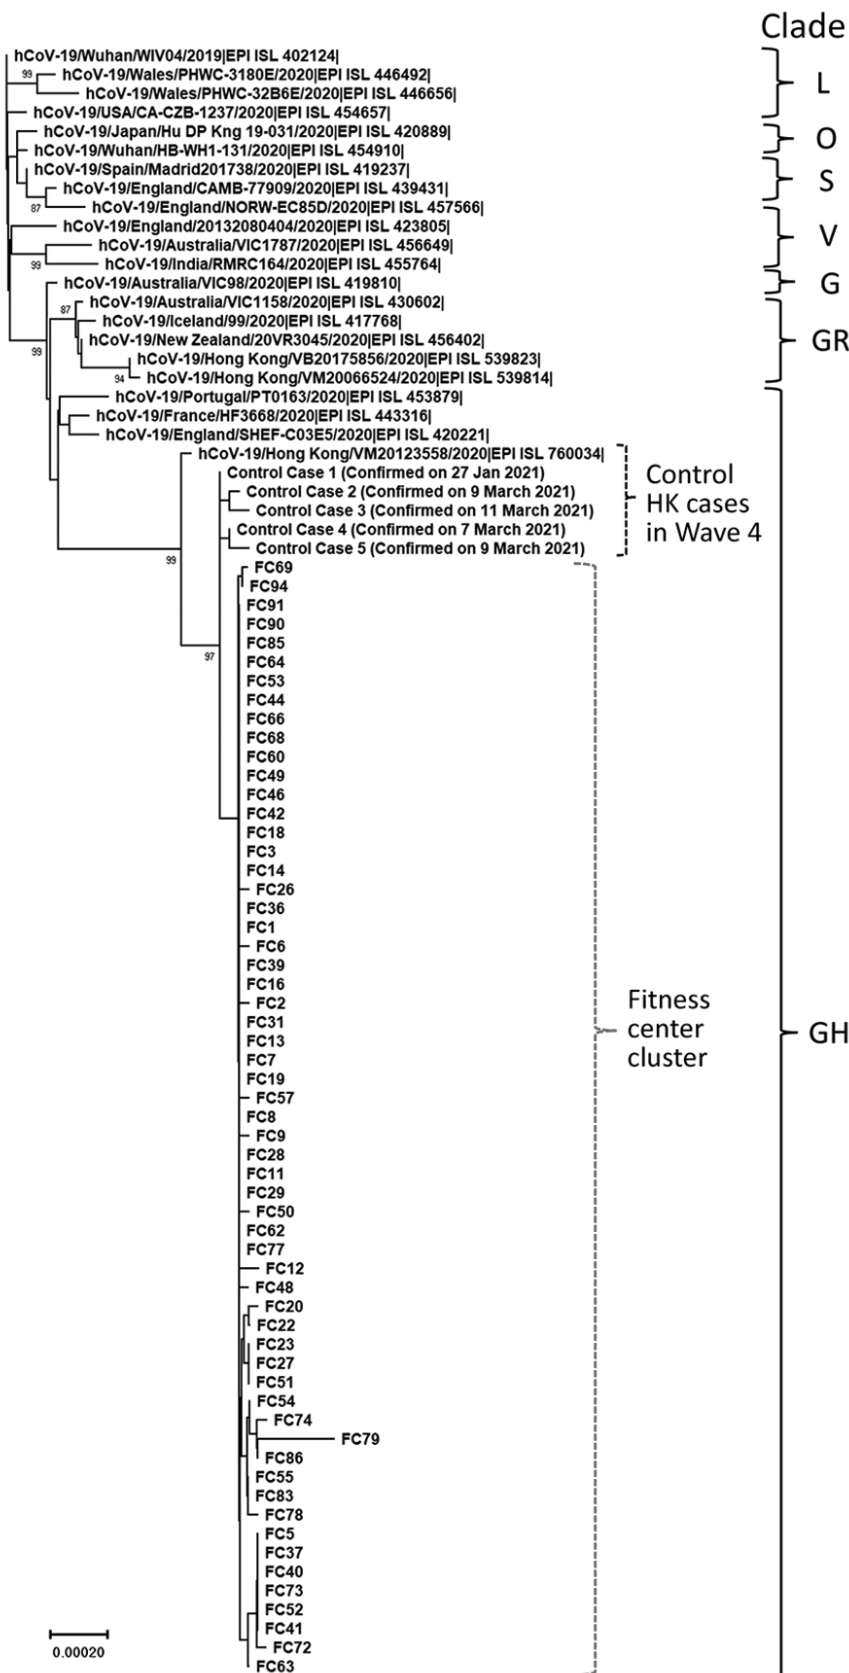 Clade
hCoV-19/Wuhan/WIV04/2019|EPI ISL 402124|
99
hCoV-19/Wales/PHWC-3180E/2020|EPI ISL 446492|
hCoV-19/Wales/PHWC-32B6E/2020|EPI ISL 446656|
L
hCoV-19/USA/CA-CZB-1237/2020|EPI ISL 454657|
hCoV-19/Japan/Hu DP Kng 19-031/2020|EPI ISL 420889|
O
hCoV-19/Wuhan/HB-WH1-131/2020|EPI ISL 454910|
hCoV-19/Spain/Madrid201738/2020|EPI ISL 419237|
S
hCoV-19/England/CAMB-77909/2020|EPI ISL 439431|
87
hCoV-19/England/NORW-EC85D/2020|EPI ISL 457566|
hCoV-19/England/20132080404/2020|EPI ISL 423805|
V
hCoV-19/Australia/VIC1787/2020|EPI ISL 456649|
99
hCoV-19/India/RMRC164/2020|EPI ISL 455764|
hCoV-19/Australia/VIC98/2020|EPI ISL 419810|
G
87
hCoV-19/Australia/VIC1158/2020|EPI ISL 430602|
hCoV-19/Iceland/99/2020|EPI ISL 417768|
hCoV-19/New Zealand/20VR3045/2020|EPI ISL 456402|
GR
99
hCoV-19/Hong Kong/VB20175856/2020|EPI ISL 539823|
94
hCoV-19/Hong Kong/VM20066524/2020|EPI ISL 539814|
hCoV-19/Portugal/PT0163/2020|EPI ISL 453879|
hCoV-19/France/HF3668/2020|EPI ISL 443316|
hCoV-19/England/SHEF-C03E5/2020|EPI ISL 420221|
hCoV-19/Hong Kong/VM20123558/2020|EPI ISL 760034|
Control Case 1 (Confirmed on 27 Jan 2021)
Control Case 2 (Confirmed on 9 March 2021)
Control Case 3 (Confirmed on 11 March 2021)
Control Case 4 (Confirmed on 7 March 2021)
Control Case 5 (Confirmed on 9 March 2021)
Control
HK cases
in Wave 4
99
FC69
FC94
FC91
FC90
FC85
97
FC64
FC53
FC44
FC66
FC68
FC60
FC49
FC46
FC42
FC18
FC3
FC14
FC26
FC36
FC1
FC6
FC39
FC16
FC2
FC31
FC13
FC7
FC19
FC57
FC8
FC9
FC28
FC11
FC29
FC50
FC62
FC77
FC12
FC48
FC20
FC22
FC23
FC27
FC51
FC54
FC74
FC79
FC86
FC55
FC83
FC78
FC5
FC37
FC40
FC73
FC52
FC41
FC72
FC63
Fitness
center
cluster
GH
0.00020